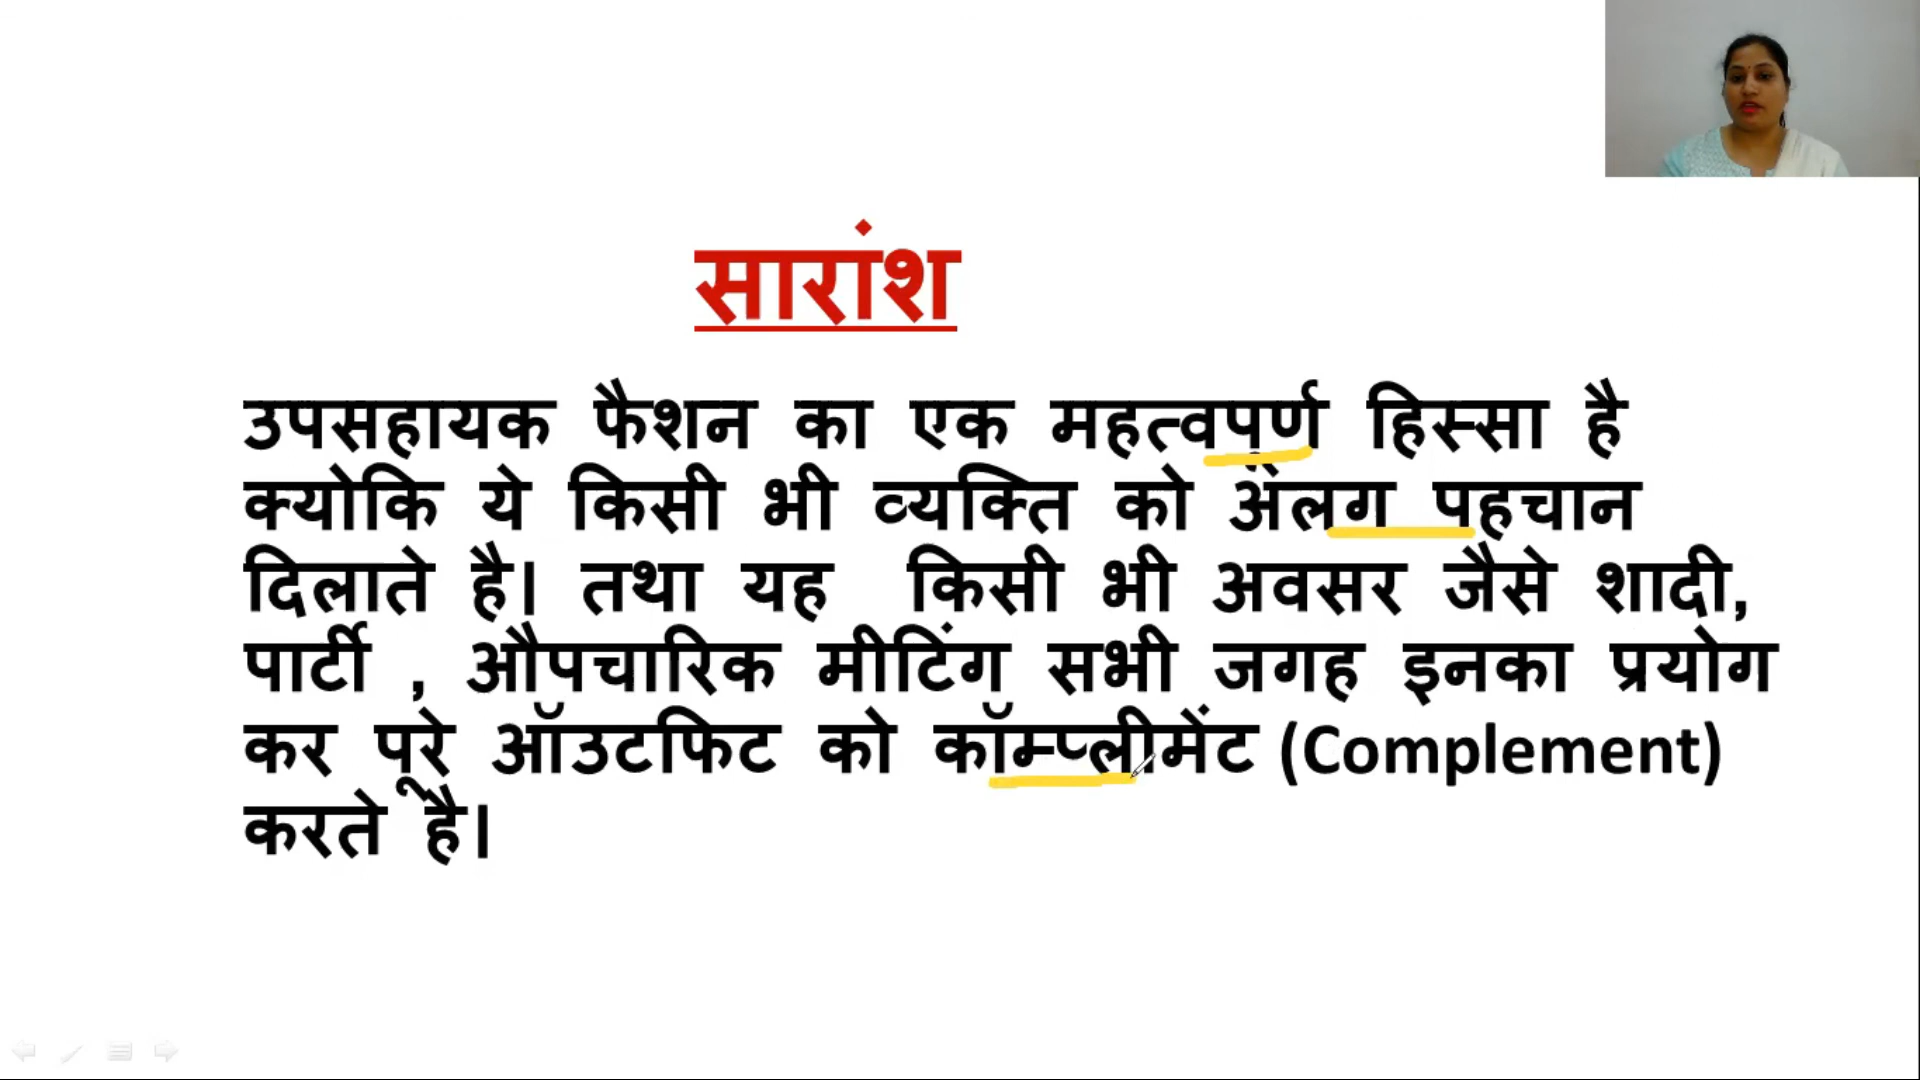 सारांश
उपसहायक फैशन का एक महत्वपूर्ण हिस्सा है
क्योकि ये किसी भी व्यक्ति को अलग पहचान
दिलाते है। तथा यह किसी भी अवसर जैसे शादी,
पार्टी , औपचारिक मीटिंग सभी जगह इनका प्रयोग
कर पूरे ऑउटफिट को कॉम्प्लीमेंट (Complement)
करते है।